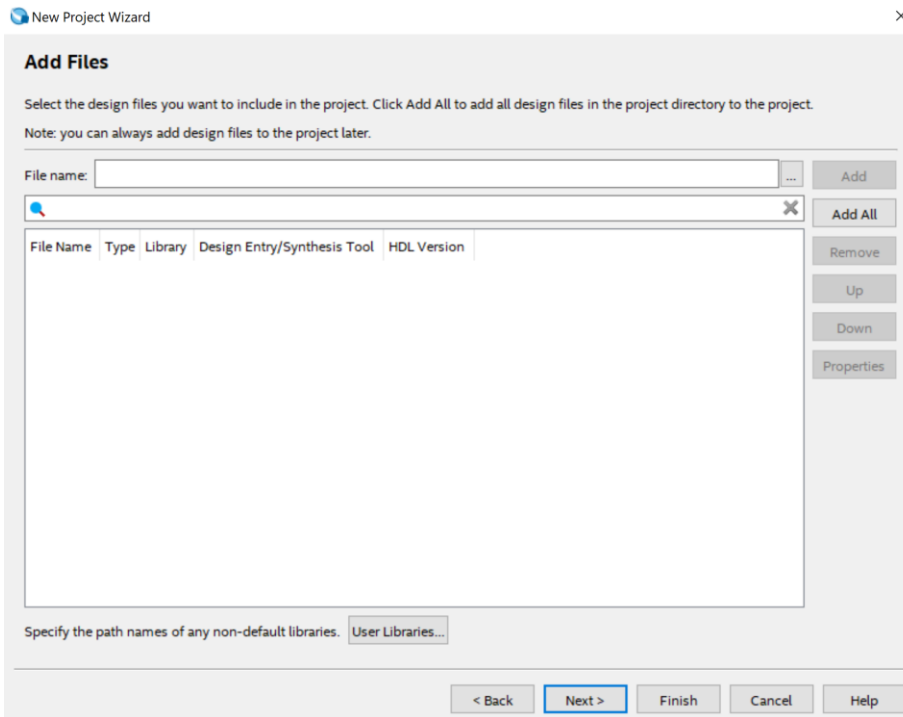 New Project Wizard
Add Files
Select the design files you want to include in the project. Click Add All to add all design files in the project directory to the project.
Note: you can always add design files to the project later.
File name: ... Add
Add All
File Name Type Library Design Entry/Synthesis Tool HDL Version
Remove
Up
Down
Properties
Specify the path names of any non-default libraries. User Libraries...
< Back Next > Finish Cancel Help